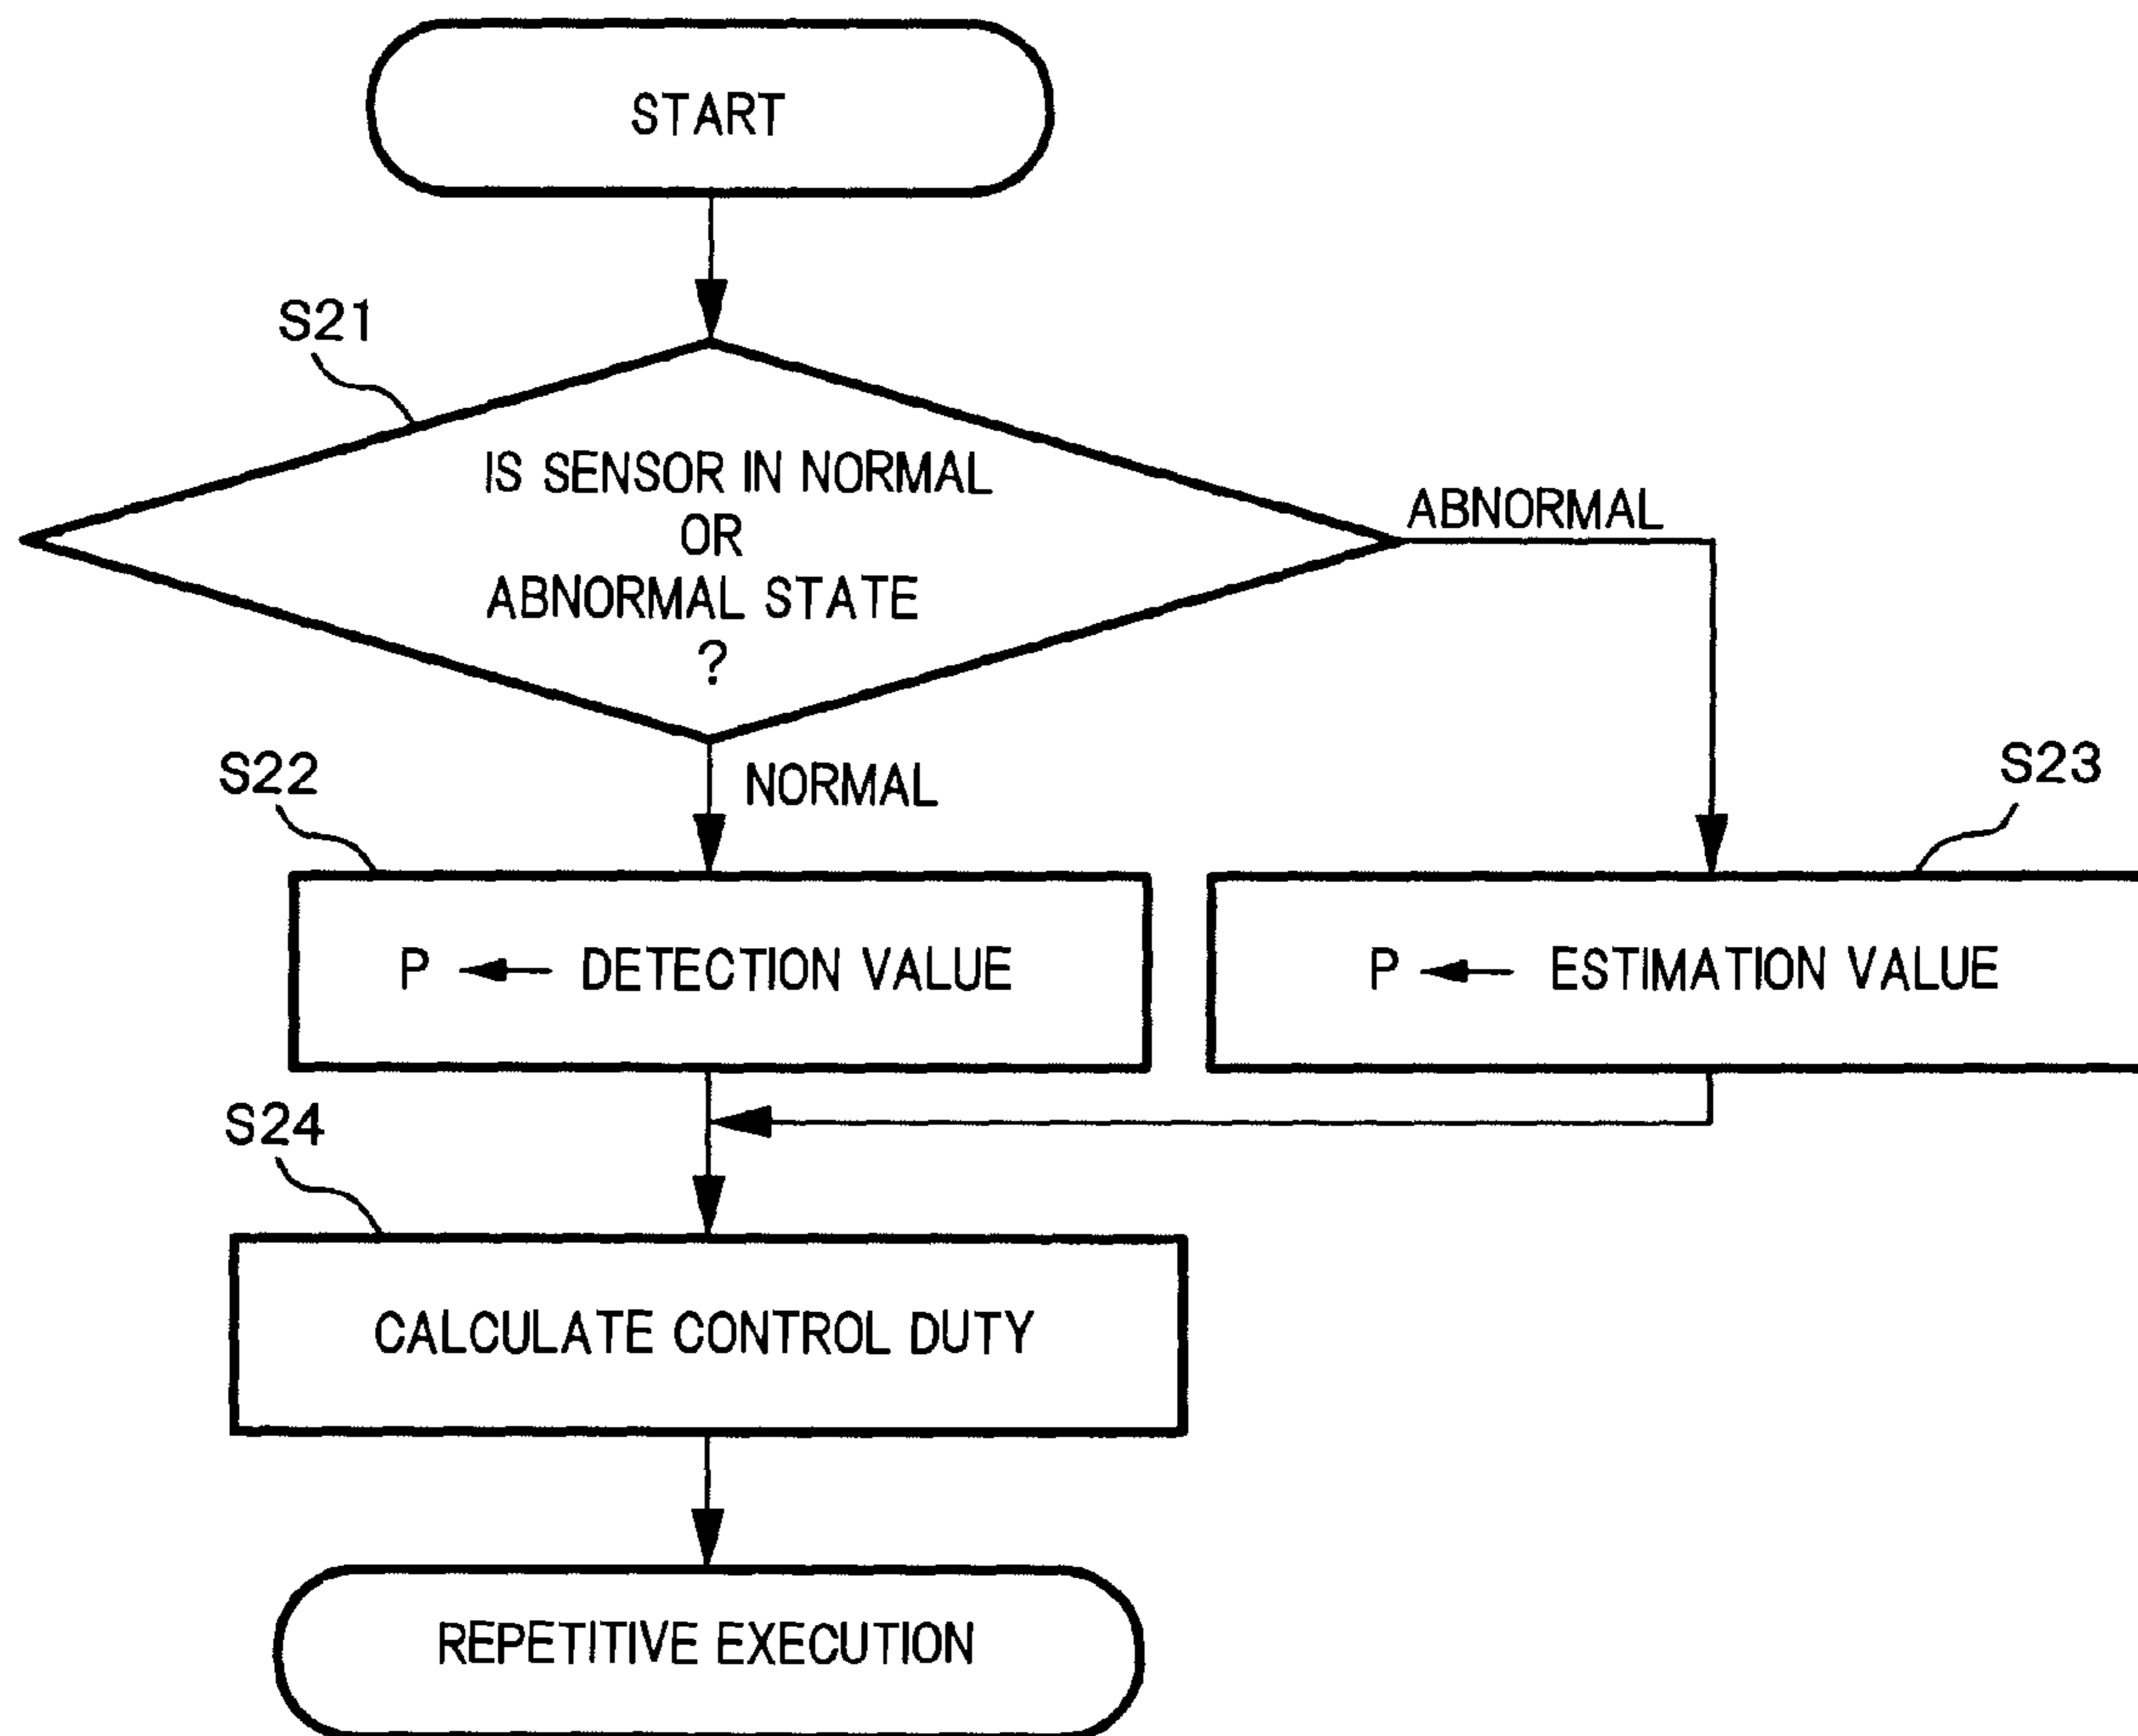 START
S21
IS SENSOR IN NORMAL
OR
ABNORMAL STATE
?
ABNORMAL
S22
NORMAL
S23
P ← DETECTION VALUE
P ← ESTIMATION VALUE
S24
CALCULATE CONTROL DUTY
REPETITIVE EXECUTION